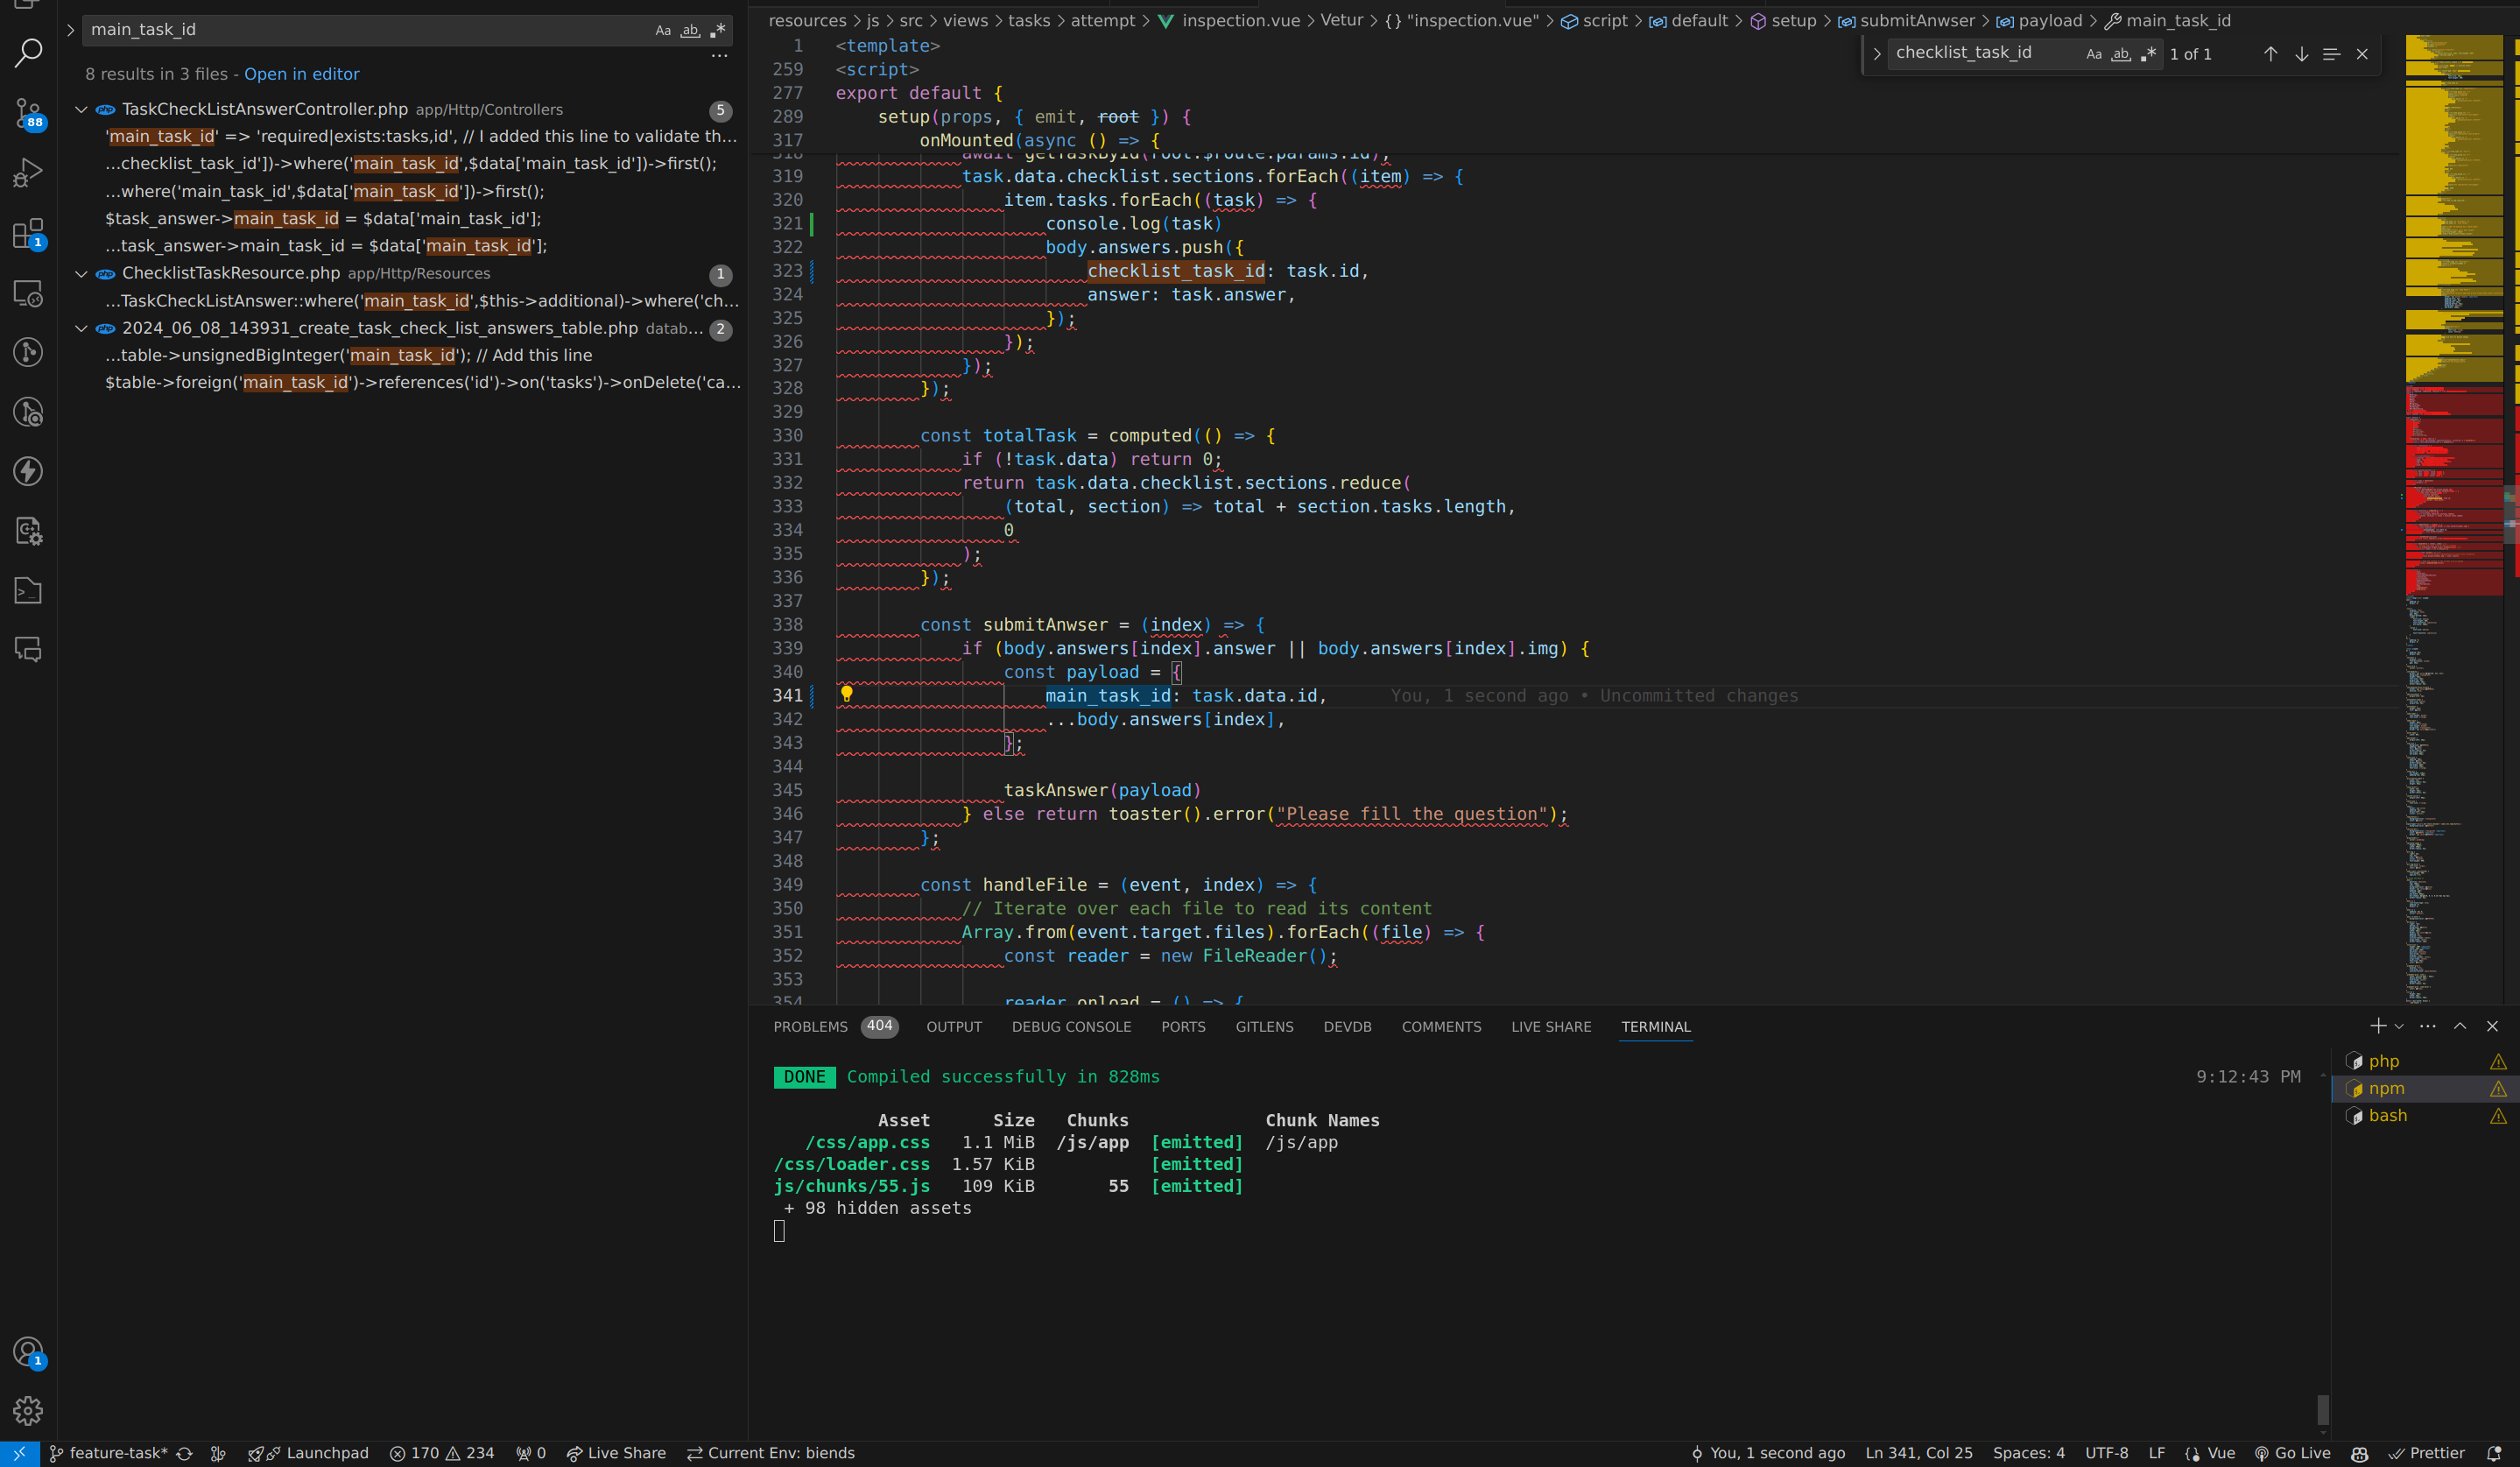 main_task_id
Aa ab
8 results in 3 files - Open in editor
TaskCheckListAnswerController.php app/Http/Controllers 5
'main_task_id' => 'required|exists:tasks,id', // I added this line to validate th...
...checklist_task_id'])->where('main_task_id',$data['main_task_id'])->first();
...where('main_task_id',$data['main_task_id'])->first();
$task_answer->main_task_id = $data['main_task_id'];
...task_answer->main_task_id = $data['main_task_id'];
ChecklistTaskResource.php app/Http/Resources 1
...TaskCheckListAnswer::where('main_task_id',$this->additional)->where('ch...
2024_06_08_143931_create_task_check_list_answers_table.php datab... 2
...table->unsignedBigInteger('main_task_id'); // Add this line
$table->foreign('main_task_id')->references('id')->on('tasks')->onDelete('ca...
88
1
1
resources > js > src > views > tasks > attempt > inspection.vue > Vetur > {} "inspection.vue" > script > default > setup > submitAnwser > payload > main_task_id
checklist_task_id Aa ab 1 of 1
1 <template>
259 <script>
277 export default {
289 setup(props, { emit, root }) {
317 onMounted(async () => {
318 await getTaskById(root.$route.params.id);
319 task.data.checklist.sections.forEach((item) => {
320 item.tasks.forEach((task) => {
321 console.log(task)
322 body.answers.push({
323 checklist_task_id: task.id,
324 answer: task.answer,
325 });
326 });
327 });
328 });
329
330 const totalTask = computed(() => {
331 if (!task.data) return 0;
332 return task.data.checklist.sections.reduce(
333 (total, section) => total + section.tasks.length,
334 0
335 );
336 });
337
338 const submitAnwser = (index) => {
339 if (body.answers[index].answer || body.answers[index].img) {
340 const payload = {
341 main_task_id: task.data.id, You, 1 second ago • Uncommitted changes
342 ...body.answers[index],
343 };
344
345 taskAnswer(payload)
346 } else return toaster().error("Please fill the question");
347 };
348
349 const handleFile = (event, index) => {
350 // Iterate over each file to read its content
351 Array.from(event.target.files).forEach((file) => {
352 const reader = new FileReader();
353
354 reader.onload = () => {
PROBLEMS 404 OUTPUT DEBUG CONSOLE PORTS GITLENS DEVDB COMMENTS LIVE SHARE TERMINAL
DONE Compiled successfully in 828ms 9:12:43 PM
Asset Size Chunks Chunk Names
/css/app.css 1.1 MiB /js/app [emitted] /js/app
/css/loader.css 1.57 KiB [emitted]
js/chunks/55.js 109 KiB 55 [emitted]
+ 98 hidden assets
php
npm
bash
feature-task* Launchpad 170 234 0 Live Share Current Env: biends You, 1 second ago Ln 341, Col 25 Spaces: 4 UTF-8 LF Vue Go Live Prettier